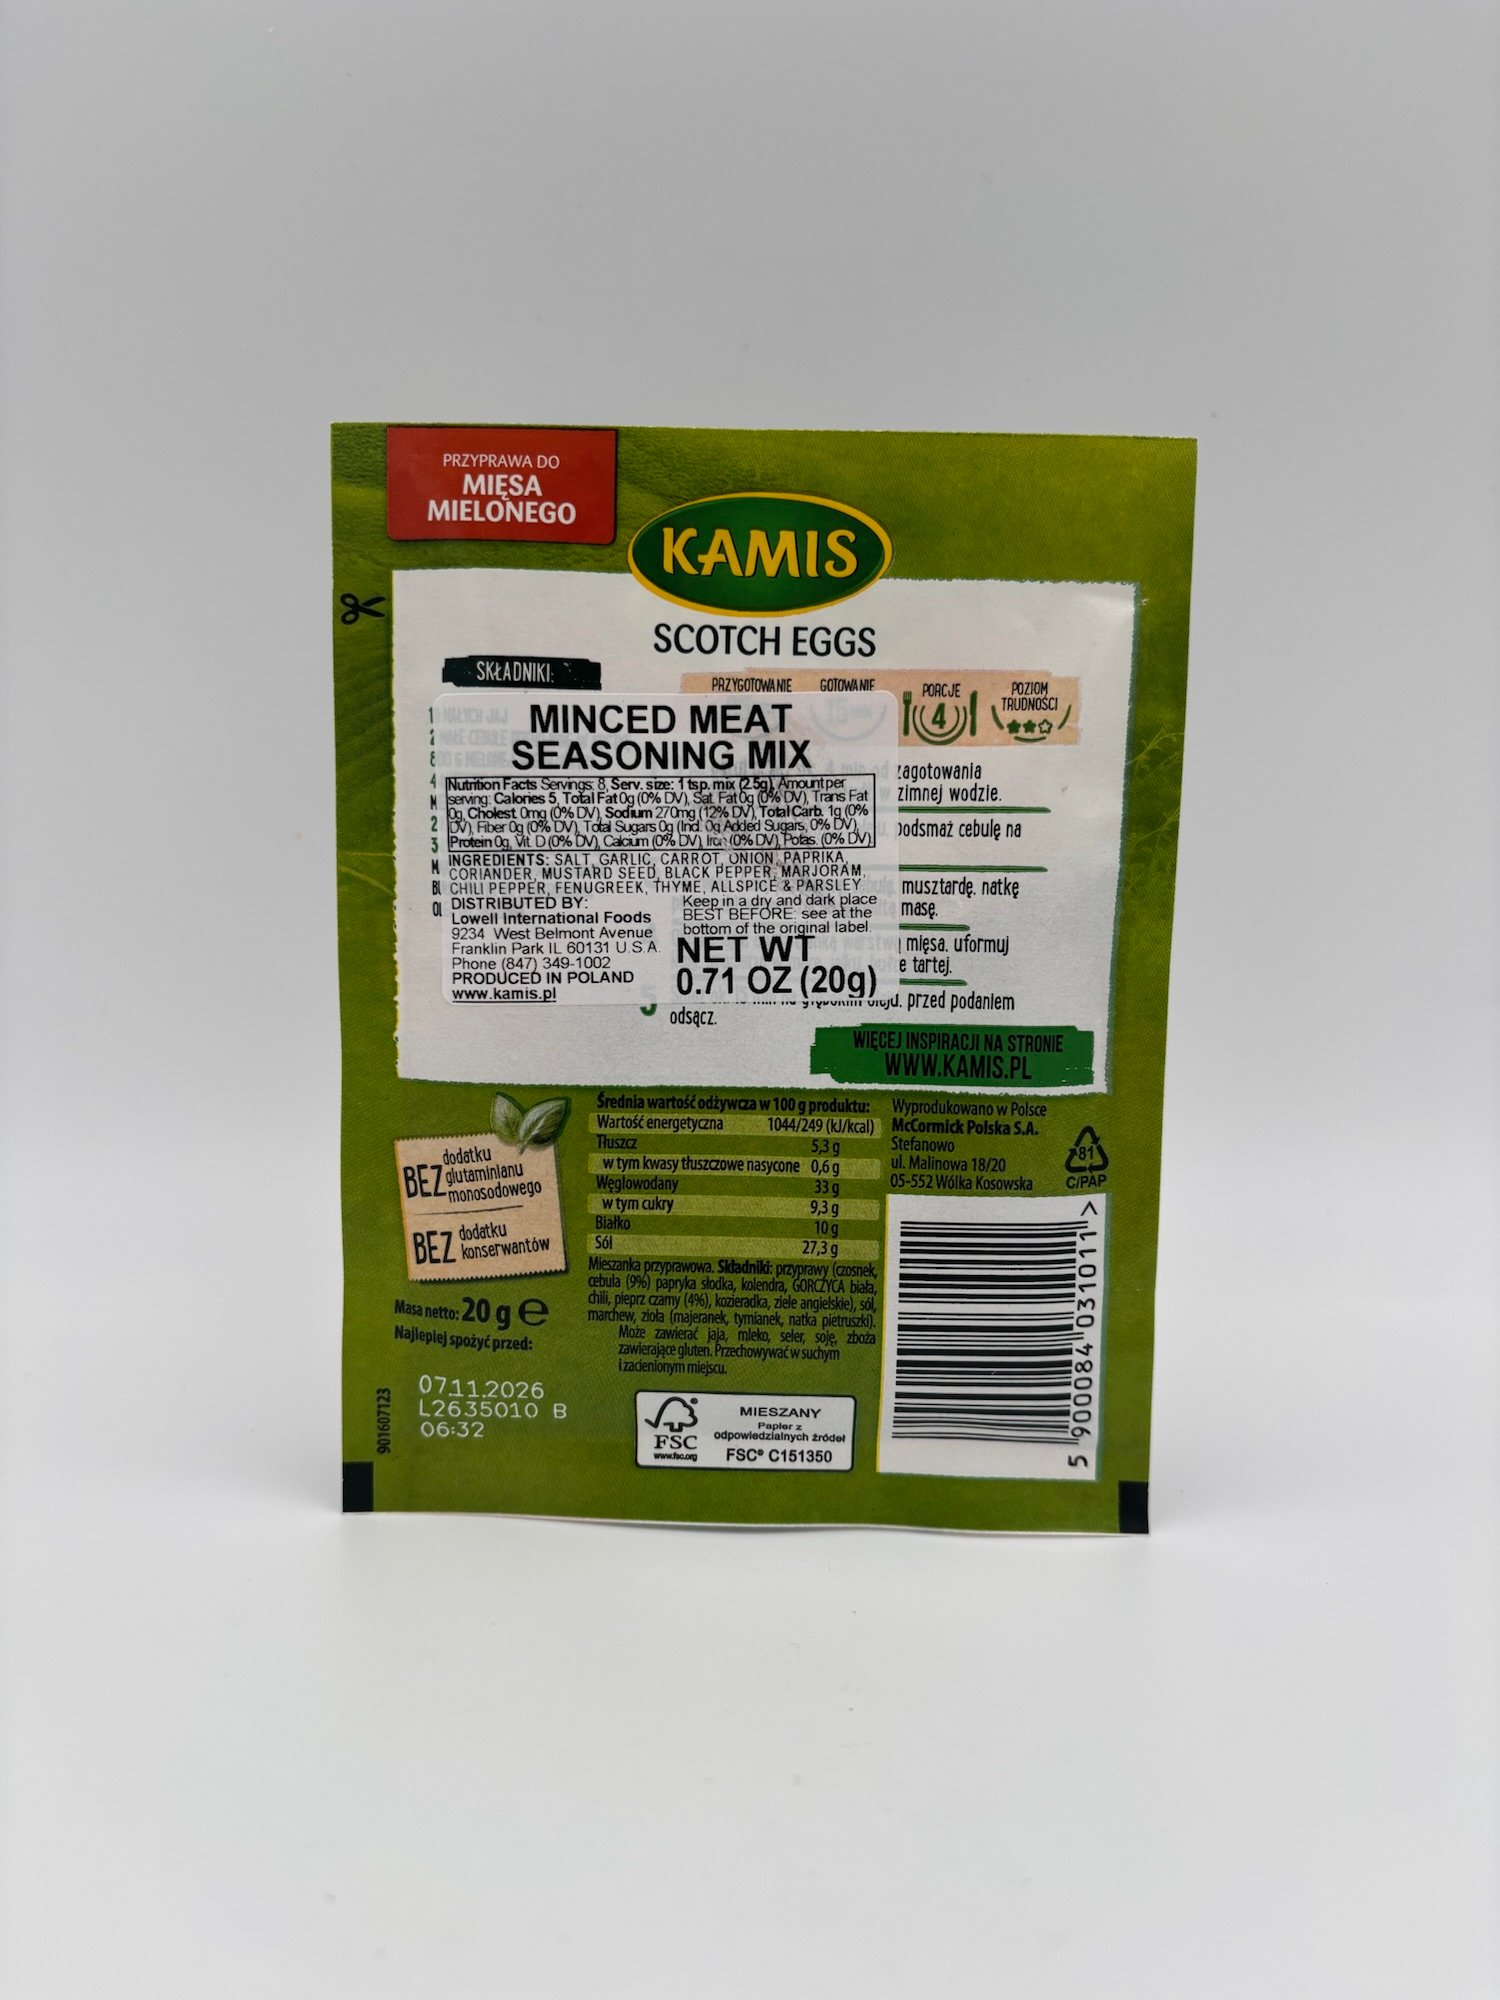 PRZYPRAWA DO
MIĘSA
MIELONEGO
KAMIS
SCOTCH EGGS
SKŁADNIKI:
PRZYGOTOWANIE
GOTOWANIE
15
PORCJE
4
POZIOM
TRUDNOŚCI
MINCED MEAT
SEASONING MIX
Nutrition Facts Servings: 8, Serv. size: 1 tsp. mix (2.5g), Amount per
serving: Calories 5, Total Fat 0g (0% DV), Sat. Fat 0g (0% DV), Trans Fat
0g, Cholest. 0mg (0% DV), Sodium 270mg (12% DV), Total Carb. 1g (0%
DV), Fiber 0g (0% DV), Total Sugars 0g (Incl. 0g Added Sugars, 0% DV),
Protein 0g, Vit. D (0% DV), Calcium (0% DV), Iron (0% DV), Potas. (0% DV)
INGREDIENTS: SALT, GARLIC, CARROT, ONION, PAPRIKA,
CORIANDER, MUSTARD SEED, BLACK PEPPER, MARJORAM,
CHILI PEPPER, FENUGREEK, THYME, ALLSPICE & PARSLEY
DISTRIBUTED BY:
Lowell International Foods
9234 West Belmont Avenue
Franklin Park IL 60131 U.S.A.
Phone (847) 349-1002
PRODUCED IN POLAND
www.kamis.pl
Keep in a dry and dark place
BEST BEFORE: see at the
bottom of the original label.
NET WT
0.71 OZ (20g)
zagotowania
zimnej wodzie.
podsmaż cebulę na
musztardę, natkę
masę.
mięsa, uformuj
e tartej.
5
oleju, przed podaniem
odsącz.
WIĘCEJ INSPIRACJI NA STRONIE
WWW.KAMIS.PL
BEZ dodatku glutaminianu monosodowego
BEZ dodatku konserwantów
Masa netto: 20 g e
Najlepiej spożyć przed:
07.11.2026
L2635010 B
06:32
901607123
Średnia wartość odżywcza w 100 g produktu:
Wartość energetyczna 1044/249 (kJ/kcal)
Tłuszcz 5,3 g
w tym kwasy tłuszczowe nasycone 0,6 g
Węglowodany 33 g
w tym cukry 9,3 g
Białko 10 g
Sól 27,3 g
Mieszanka przyprawowa. Składniki: przyprawy (czosnek,
cebula (9%) papryka słodka, kolendra, GORCZYCA biała,
chili, pieprz czarny (4%), kozieradka, ziele angielskie), sól,
marchew, zioła (majeranek, tymianek, natka pietruszki).
Może zawierać jaja, mleko, seler, soję, zboża
zawierające gluten. Przechowywać w suchym
i zacienionym miejscu.
Wyprodukowano w Polsce
McCormick Polska S.A.
Stefanowo
ul. Malinowa 18/20
05-552 Wólka Kosowska
81
C/PAP
FSC
www.fsc.org
MIESZANY
Papier z
odpowiedzialnych źródeł
FSC® C151350
5 900084 031011 >